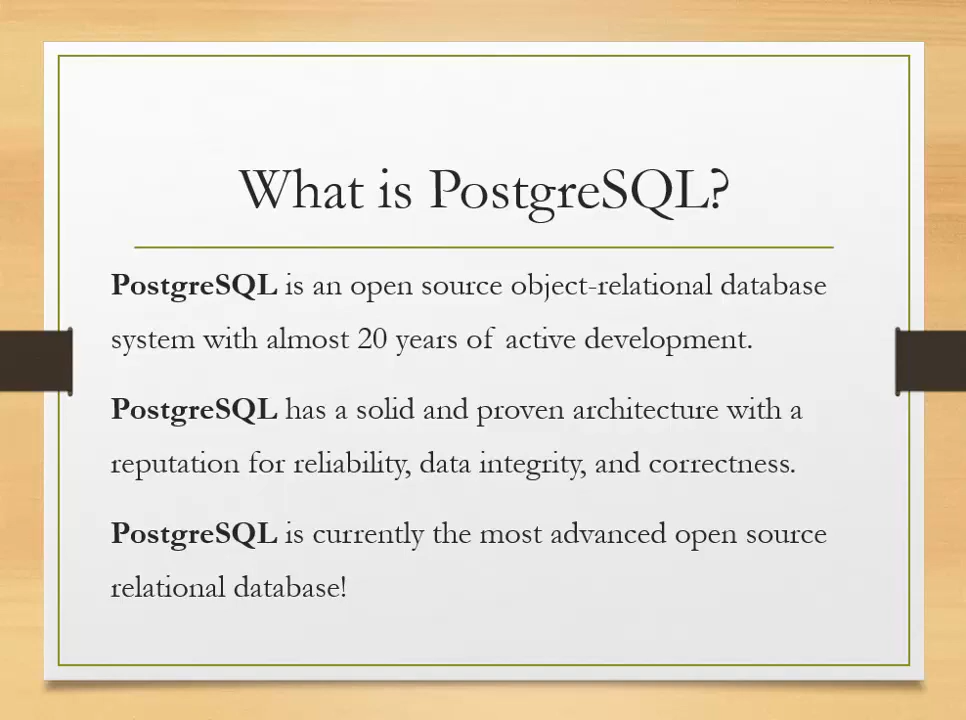 What is PostgreSQL?
PostgreSQL is an open source object-relational database
system with almost 20 years of active development.
PostgreSQL has a solid and proven architecture with a
reputation for reliability, data integrity, and correctness.
PostgreSQL is currently the most advanced open source
relational database!